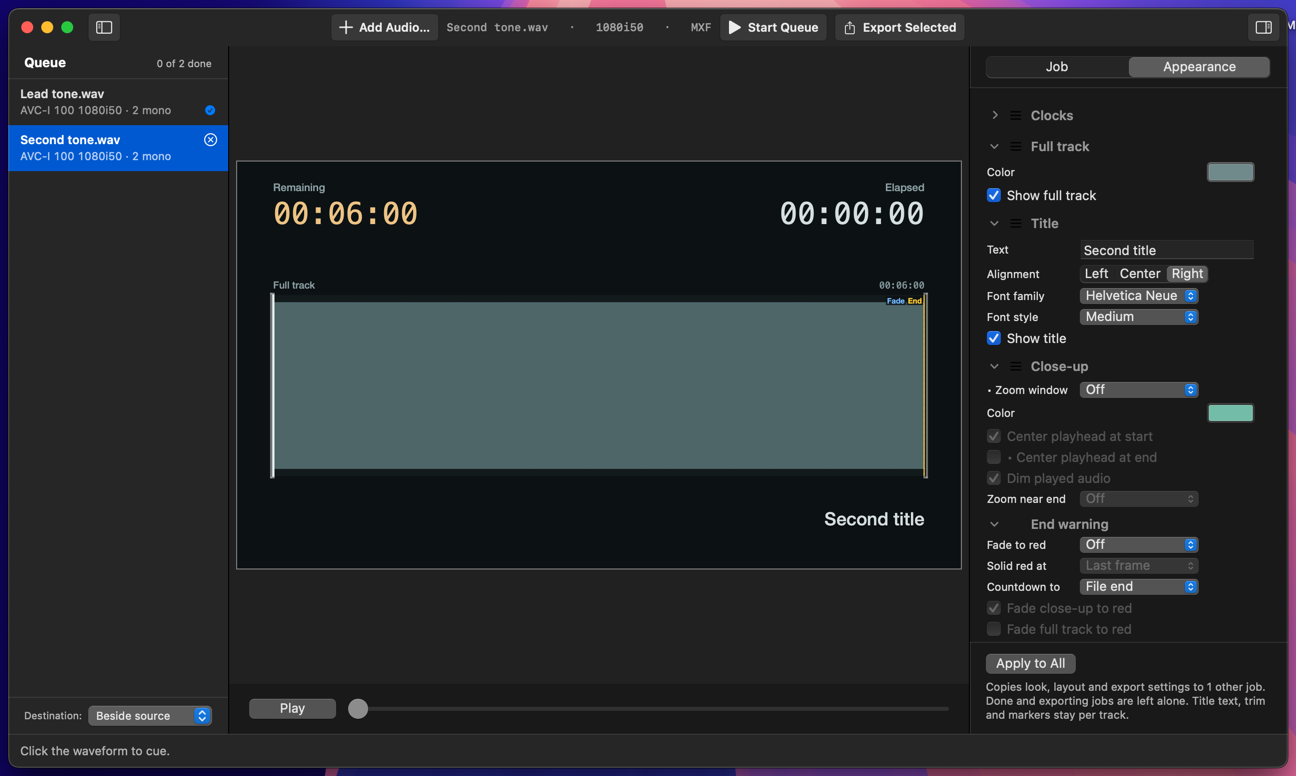 Add Audio...
Second tone.wav · 1080i50 · MXF
Start Queue
Export Selected
Queue
0 of 2 done
Lead tone.wav
AVC-I 100 1080i50 · 2 mono
Second tone.wav
AVC-I 100 1080i50 · 2 mono
Destination:
Beside source
Click the waveform to cue.
Remaining
00:06:00
Elapsed
00:00:00
Full track
00:06:00
Fade End
Second title
Play
Job
Appearance
Clocks
Full track
Color
Show full track
Title
Text Second title
Alignment Left Center Right
Font family Helvetica Neue
Font style Medium
Show title
Close-up
• Zoom window Off
Color
Center playhead at start
• Center playhead at end
Dim played audio
Zoom near end Off
End warning
Fade to red Off
Solid red at Last frame
Countdown to File end
Fade close-up to red
Fade full track to red
Apply to All
Copies look, layout and export settings to 1 other job.
Done and exporting jobs are left alone. Title text, trim
and markers stay per track.